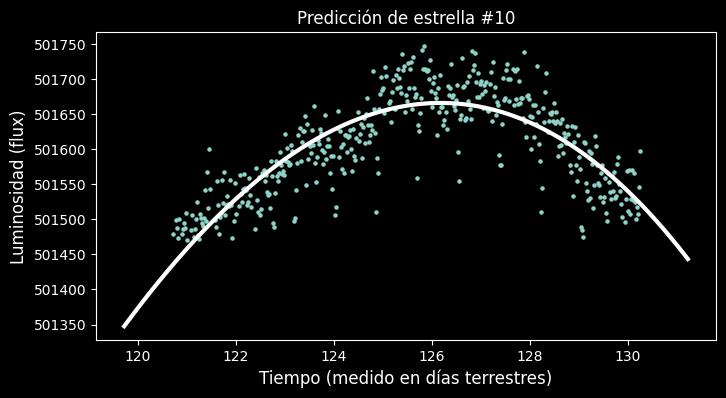 Predicción de estrella #10
Luminosidad (flux)
501750
501700
501650
501600
501550
501500
501450
501400
501350
120 122 124 126 128 130
Tiempo (medido en días terrestres)